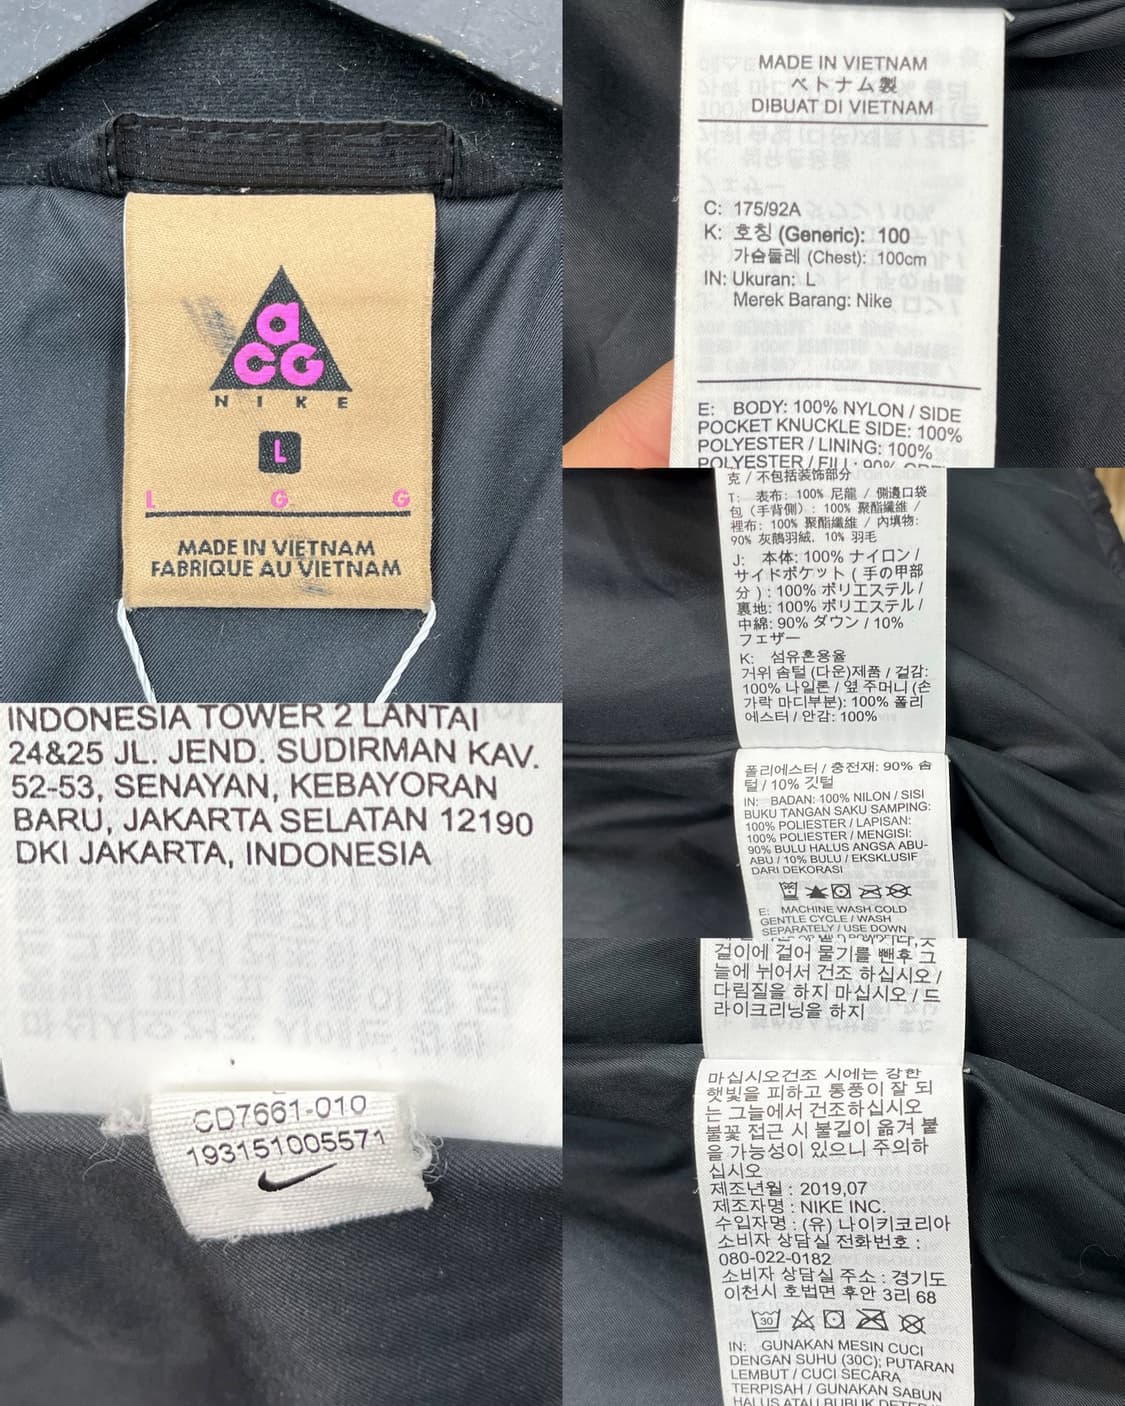 a
CG
NIKE
L
L G G
MADE IN VIETNAM
FABRIQUE AU VIETNAM
MADE IN VIETNAM
ベトナム製
DIBUAT DI VIETNAM
C: 175/92A
K: 호칭 (Generic): 100
가슴둘레 (Chest): 100cm
IN: Ukuran: L
Merek Barang: Nike
E: BODY: 100% NYLON / SIDE
POCKET KNUCKLE SIDE: 100%
POLYESTER / LINING: 100%
POLYESTER / FILL: 90%
克 / 不包括装饰部分
T: 表布: 100% 尼龍 / 側邊口袋
包 (手背側) : 100% 聚酯纖維 /
裡布: 100% 聚酯纖維 / 內填物:
90% 灰鵝羽絨, 10% 羽毛
J: 本体: 100% ナイロン /
サイドポケット ( 手の甲部
分 ) : 100% ポリエステル /
裏地: 100% ポリエステル /
中綿: 90% ダウン / 10%
フェザー
K: 섬유혼용율
거위 솜털 (다운)제품 / 겉감:
100% 나일론 / 옆 주머니 (손
가락 마디부분): 100% 폴리
에스터 / 안감: 100%
폴리에스터 / 충전재: 90% 솜
털 / 10% 깃털
IN: BADAN: 100% NILON / SISI
BUKU TANGAN SAKU SAMPING:
100% POLIESTER / LAPISAN:
100% POLIESTER / MENGISI:
90% BULU HALUS ANGSA ABU-
ABU / 10% BULU / EKSKLUSIF
DARI DEKORASI
E: MACHINE WASH COLD
GENTLE CYCLE / WASH
SEPARATELY / USE DOWN
INDONESIA TOWER 2 LANTAI
24&25 JL. JEND. SUDIRMAN KAV.
52-53, SENAYAN, KEBAYORAN
BARU, JAKARTA SELATAN 12190
DKI JAKARTA, INDONESIA
CD7661-010
193151005571
걸이에 걸어 물기를 뺀후 그
늘에 뉘어서 건조 하십시오 /
다림질을 하지 마십시오 / 드
라이크리닝을 하지
마십시오건조 시에는 강한
햇빛을 피하고 통풍이 잘 되
는 그늘에서 건조하십시오
불꽃 접근 시 불길이 옮겨 붙
을 가능성이 있으니 주의하
십시오
제조년월 : 2019,07
제조자명 : NIKE INC.
수입자명 : (유) 나이키코리아
소비자 상담실 전화번호 :
080-022-0182
소비자 상담실 주소 : 경기도
이천시 호법면 후안 3리 68
30
IN: GUNAKAN MESIN CUCI
DENGAN SUHU (30C); PUTARAN
LEMBUT / CUCI SECARA
TERPISAH / GUNAKAN SABUN
HALUS ATAU BUBUK